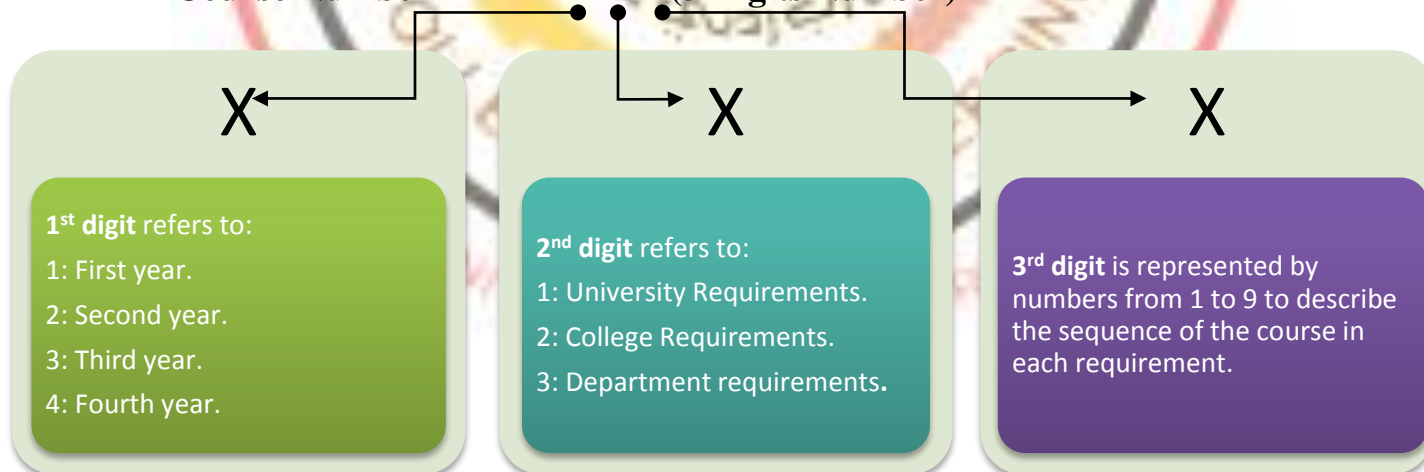 X
X
X
1st digit refers to:
1: First year.
2: Second year.
3: Third year.
4: Fourth year.
2nd digit refers to:
1: University Requirements.
2: College Requirements.
3: Department requirements.
3rd digit is represented by
numbers from 1 to 9 to describe
the sequence of the course in
each requirement.